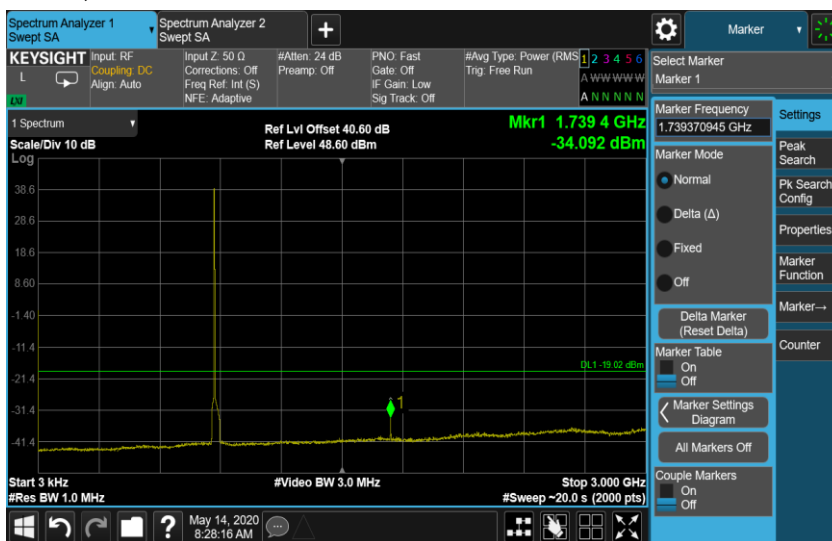 Spectrum Analyzer 1
Swept SA
Spectrum Analyzer 2
Swept SA
Marker
KEYSIGHT
L
LXI
Input: RF
Coupling: DC
Align: Auto
Input Z: 50 Ω
Corrections: Off
Freq Ref: Int (S)
NFE: Adaptive
#Atten: 24 dB
Preamp: Off
PNO: Fast
Gate: Off
IF Gain: Low
Sig Track: Off
#Avg Type: Power (RMS
Trig: Free Run
1 2 3 4 5 6
A W W W W W
A N N N N N
1 Spectrum
Scale/Div 10 dB
Log
Ref Lvl Offset 40.60 dB
Ref Level 48.60 dBm
Mkr1 1.739 4 GHz
-34.092 dBm
38.6
28.6
18.6
8.60
-1.40
-11.4
-21.4
-31.4
-41.4
DL1 -19.02 dBm
1
Start 3 kHz
#Res BW 1.0 MHz
#Video BW 3.0 MHz
Stop 3.000 GHz
#Sweep ~20.0 s (2000 pts)
May 14, 2020
8:28:16 AM
Select Marker
Marker 1
Marker Frequency
1.739370945 GHz
Marker Mode
Normal
Delta (Δ)
Fixed
Off
Delta Marker
(Reset Delta)
Marker Table
On
Off
Marker Settings
Diagram
All Markers Off
Couple Markers
On
Off
Settings
Peak
Search
Pk Search
Config
Properties
Marker
Function
Marker→
Counter